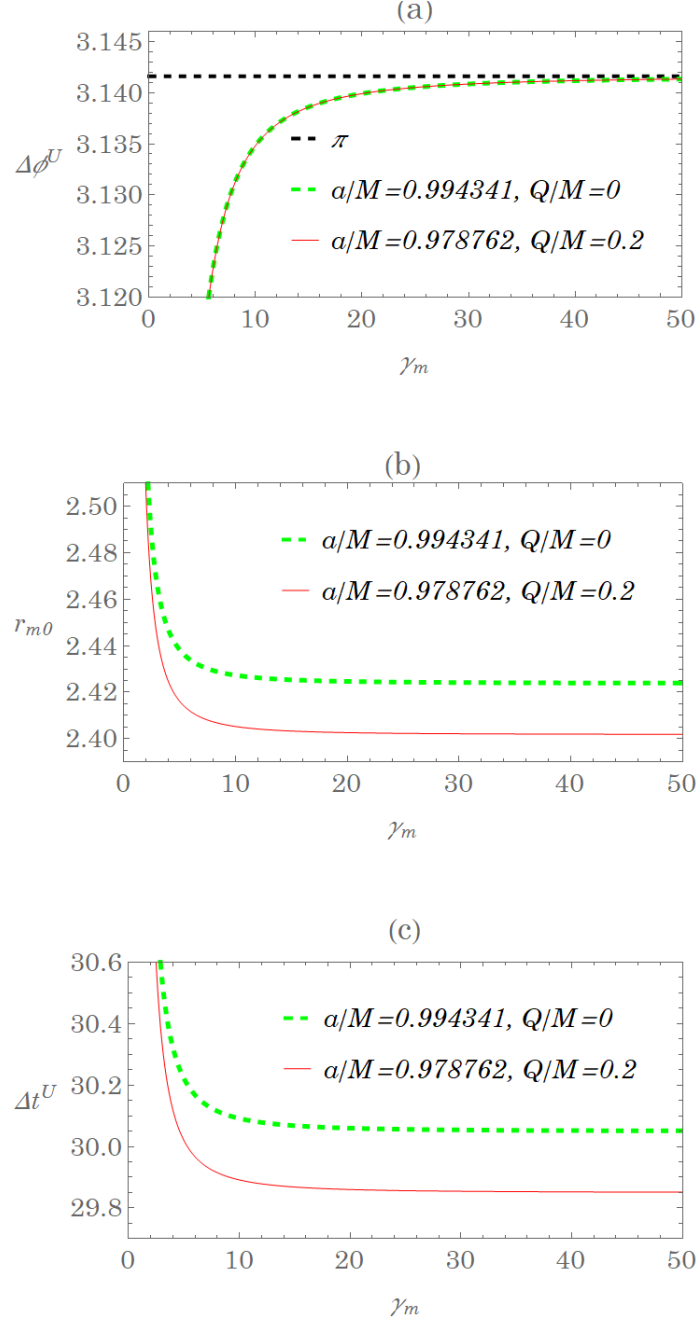 (a)
3.145
3.140
3.135
3.130
3.125
3.120
Δϕ^U
π
a/M=0.994341, Q/M=0
a/M=0.978762, Q/M=0.2
0 10 20 30 40 50
γ_m
(b)
2.50
2.48
2.46
2.44
2.42
2.40
r_{m0}
a/M=0.994341, Q/M=0
a/M=0.978762, Q/M=0.2
0 10 20 30 40 50
γ_m
(c)
30.6
30.4
30.2
30.0
29.8
Δt^U
a/M=0.994341, Q/M=0
a/M=0.978762, Q/M=0.2
0 10 20 30 40 50
γ_m